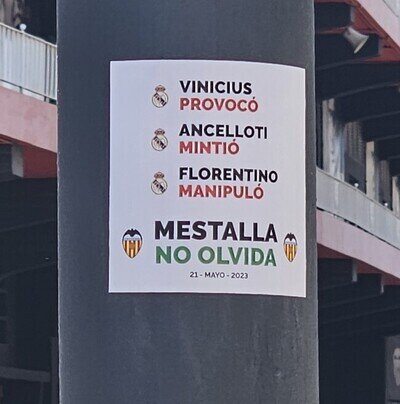 VINICIUS
PROVOCÓ
ANCELLOTI
MINTIÓ
FLORENTINO
MANIPULÓ
MESTALLA
NO OLVIDA
21 - MAYO - 2023